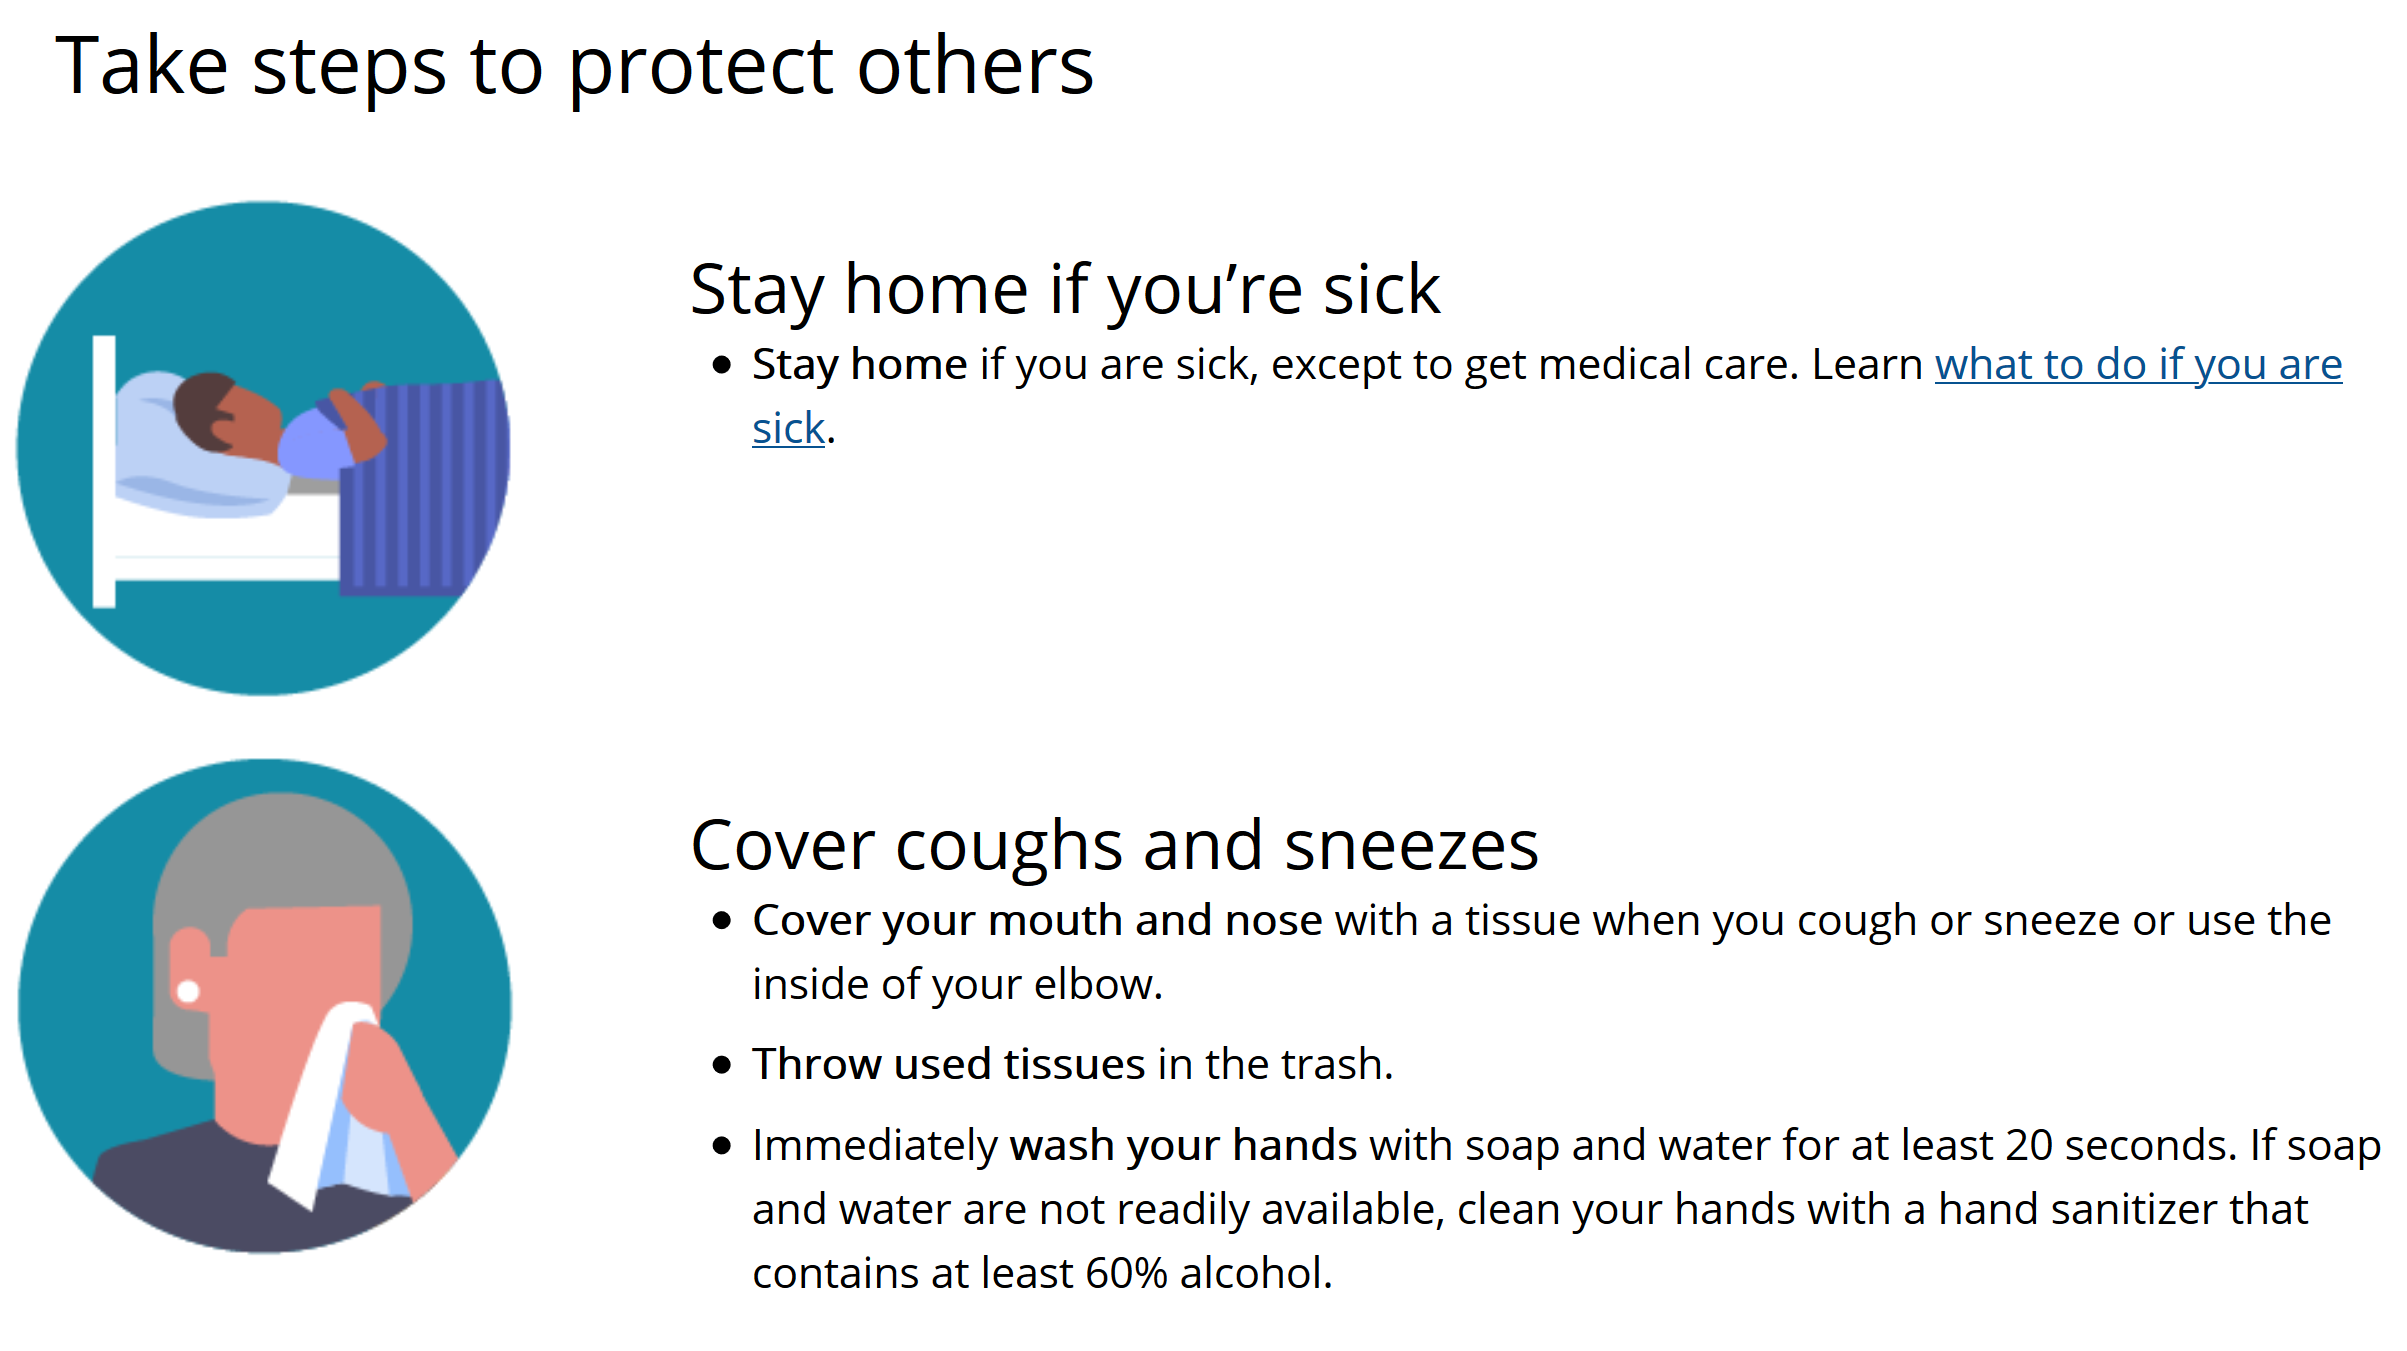 Take steps to protect others
Stay home if you’re sick
● Stay home if you are sick, except to get medical care. Learn what to do if you are
sick.
Cover coughs and sneezes
● Cover your mouth and nose with a tissue when you cough or sneeze or use the
inside of your elbow.
● Throw used tissues in the trash.
● Immediately wash your hands with soap and water for at least 20 seconds. If soap
and water are not readily available, clean your hands with a hand sanitizer that
contains at least 60% alcohol.